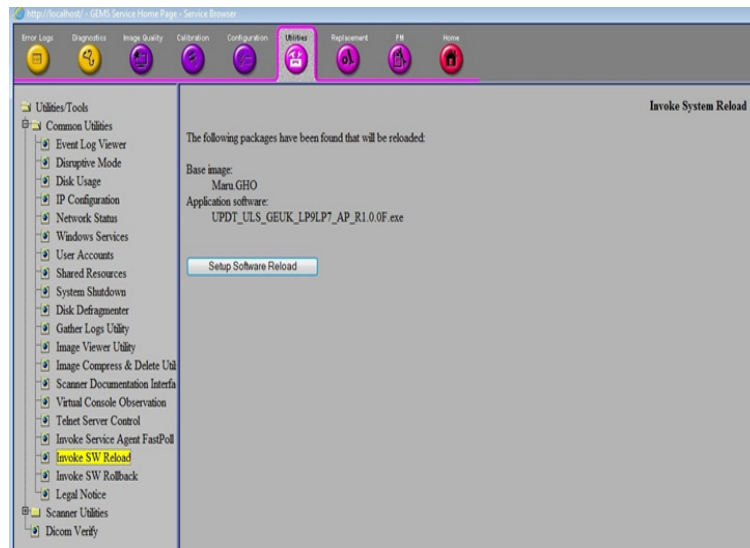 http://localhost/ - GEMS Service Home Page - Service Browser
Error Logs Diagnostics Image Quality Calibration Configuration Utilities Replacement PM Home
Invoke System Reload
Utilities/Tools
Common Utilities
Event Log Viewer
Disruptive Mode
Disk Usage
IP Configuration
Network Status
Windows Services
User Accounts
Shared Resources
System Shutdown
Disk Defragmenter
Gather Logs Utility
Image Viewer Utility
Image Compress & Delete Util
Scanner Documentation Interfa
Virtual Console Observation
Telnet Server Control
Invoke Service Agent FastPoll
Invoke SW Reload
Invoke SW Rollback
Legal Notice
Scanner Utilities
Dicom Verify
The following packages have been found that will be reloaded:
Base image:
Maru.GHO
Application software:
UPDT_ULS_GEUK_LP9LP7_AP_R1.0.0F.exe
Setup Software Reload